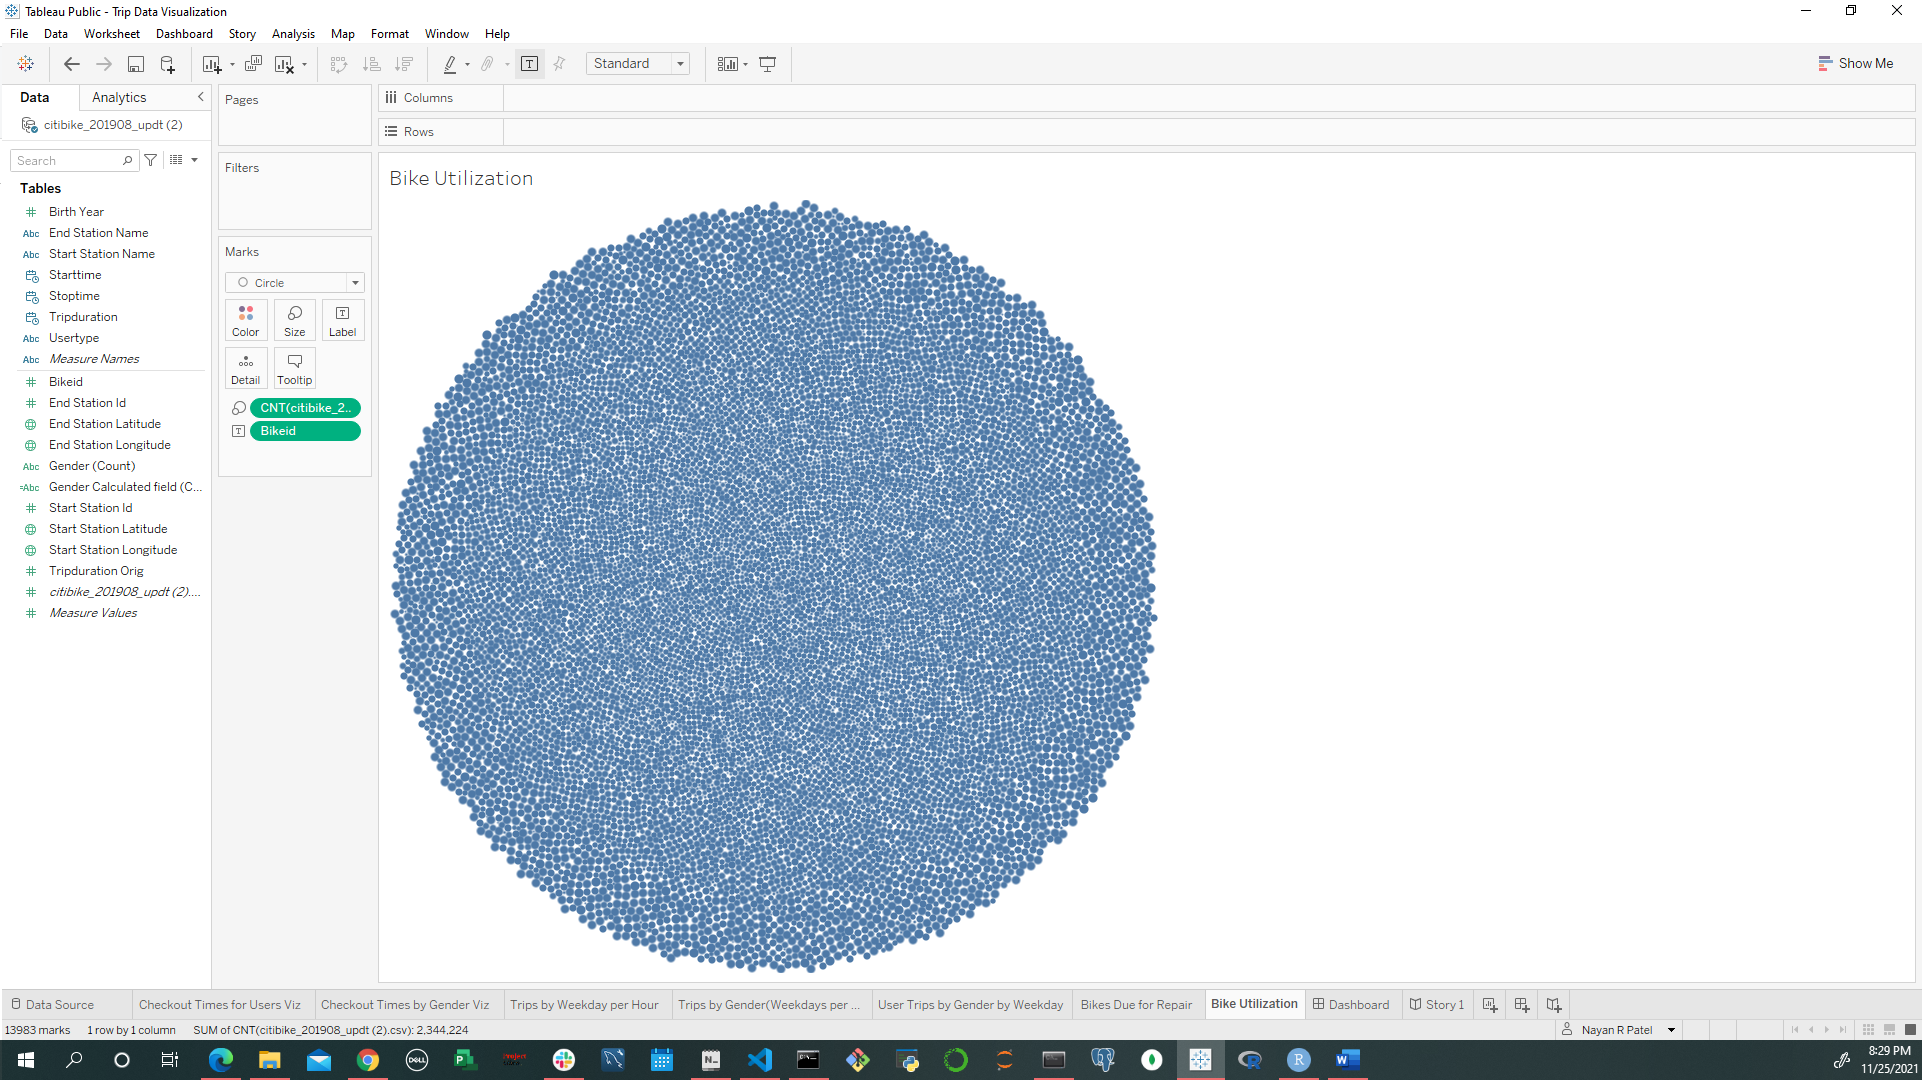 Tableau Public - Trip Data Visualization
File Data Worksheet Dashboard Story Analysis Map Format Window Help
Standard
Show Me
Data Analytics
citibike_201908_updt (2)
Search
Tables
Birth Year
Abc End Station Name
Abc Start Station Name
Starttime
Stoptime
Tripduration
Abc Usertype
Abc Measure Names
Bikeid
End Station Id
End Station Latitude
End Station Longitude
Abc Gender (Count)
=Abc Gender Calculated field (C...
Start Station Id
Start Station Latitude
Start Station Longitude
Tripduration Orig
citibike_201908_updt (2)....
Measure Values
Pages
Filters
Marks
Circle
Color Size Label
Detail Tooltip
CNT(citibike_2..
Bikeid
Columns
Rows
Bike Utilization
Data Source Checkout Times for Users Viz Checkout Times by Gender Viz Trips by Weekday per Hour Trips by Gender(Weekdays per ... User Trips by Gender by Weekday Bikes Due for Repair Bike Utilization Dashboard Story 1
13983 marks 1 row by 1 column SUM of CNT(citibike_201908_updt (2).csv): 2,344,224
Nayan R Patel
8:29 PM
11/25/2021